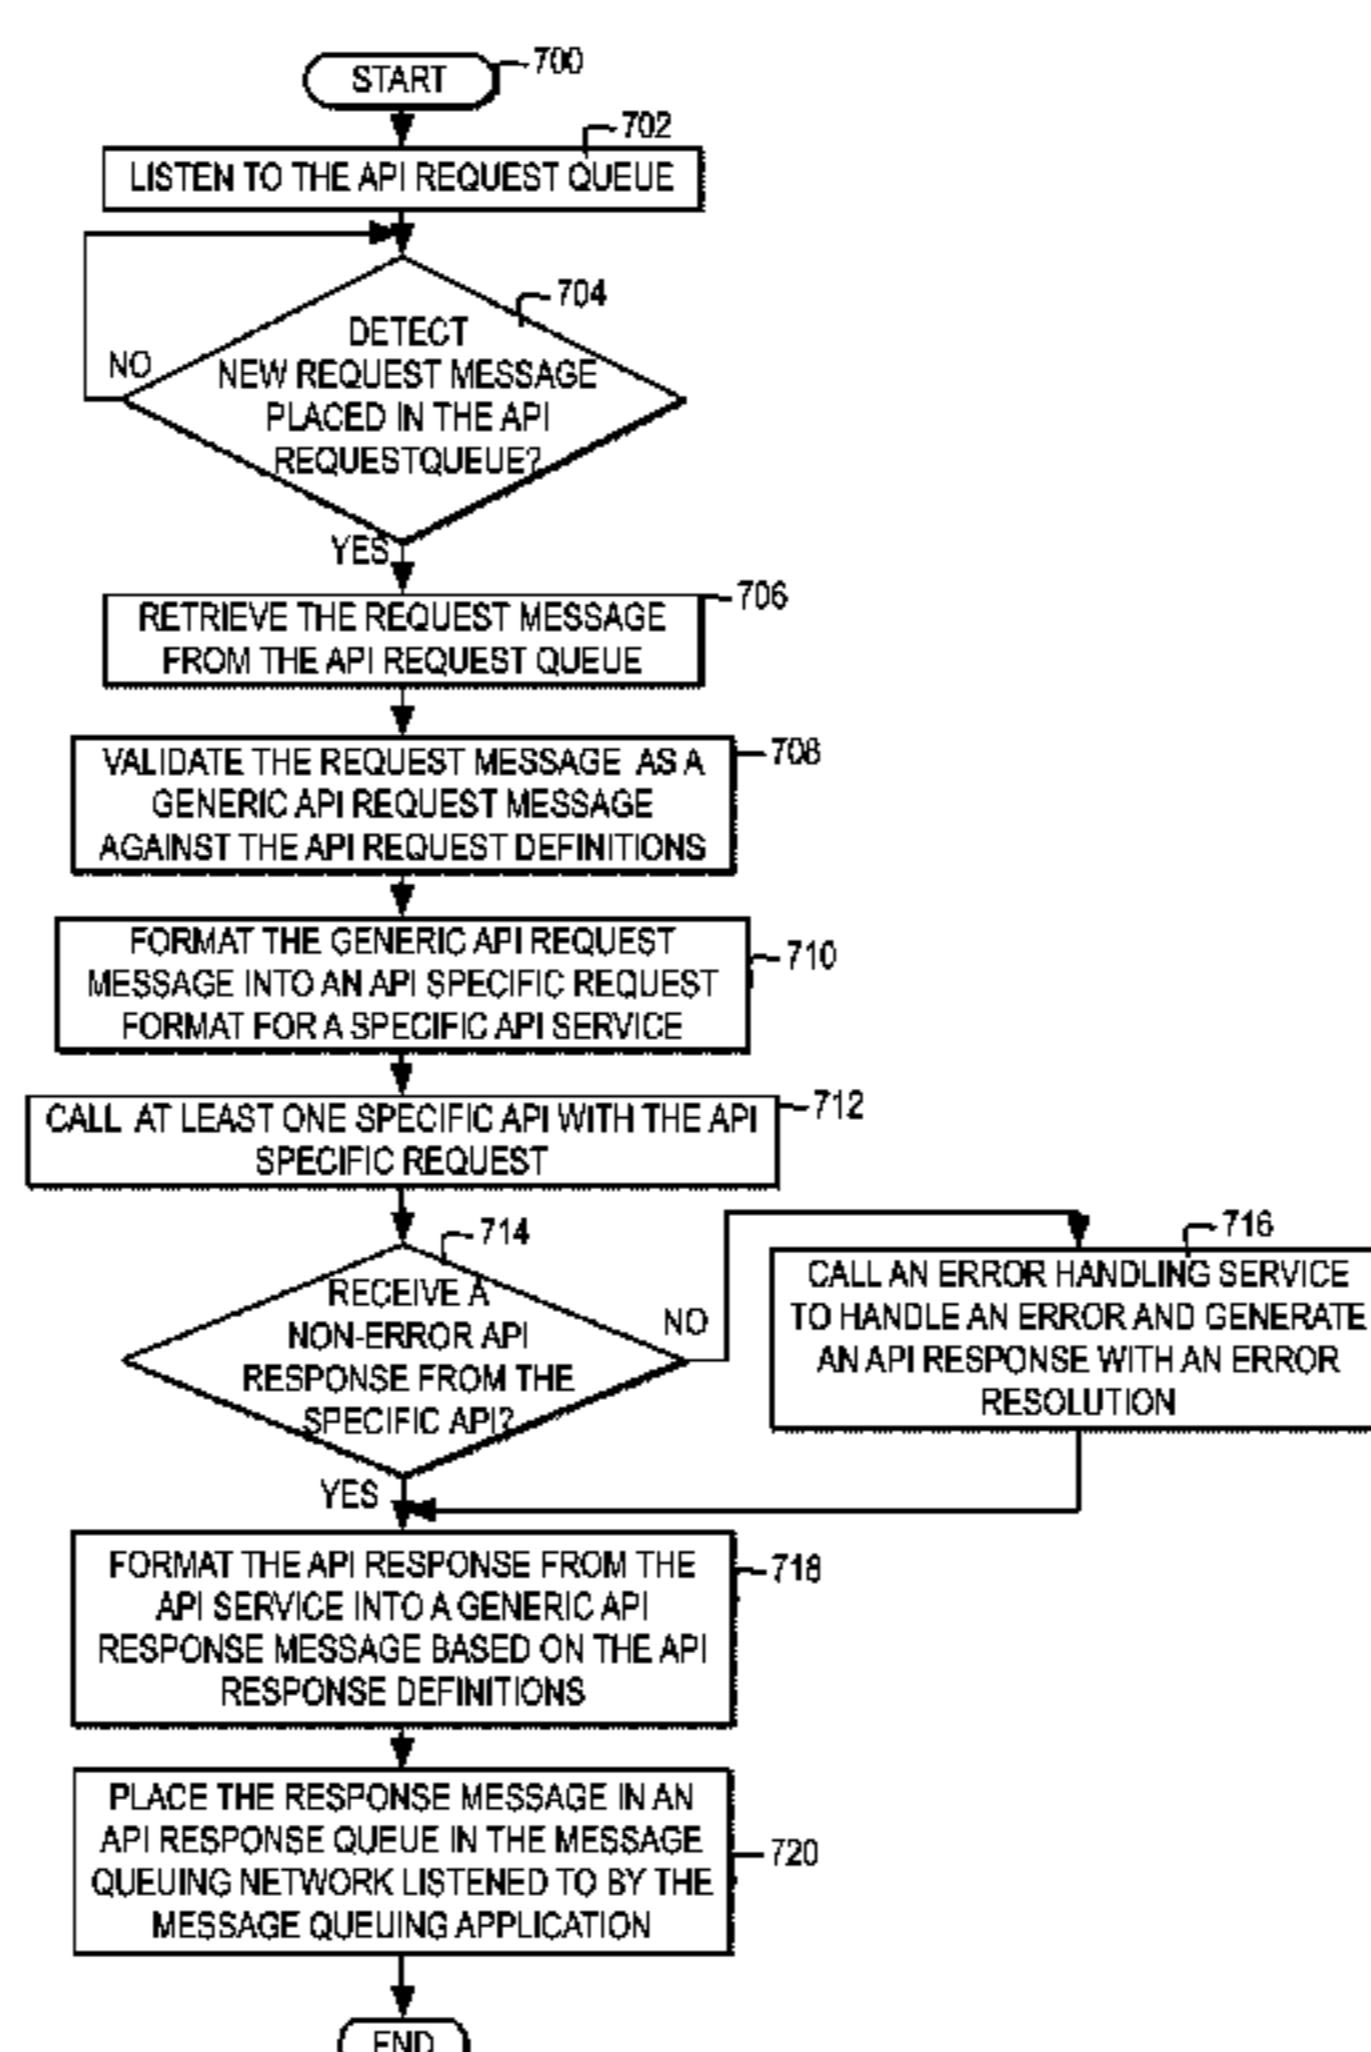 START
700
702
LISTEN TO THE API REQUEST QUEUE
704
DETECT
NEW REQUEST MESSAGE
PLACED IN THE API
REQUESTQUEUE?
NO
YES
706
RETRIEVE THE REQUEST MESSAGE
FROM THE API REQUEST QUEUE
708
VALIDATE THE REQUEST MESSAGE AS A
GENERIC API REQUEST MESSAGE
AGAINST THE API REQUEST DEFINITIONS
FORMAT THE GENERIC API REQUEST
MESSAGE INTO AN API SPECIFIC REQUEST
FORMAT FOR A SPECIFIC API SERVICE
710
CALL AT LEAST ONE SPECIFIC API WITH THE API
SPECIFIC REQUEST
712
714
RECEIVE A
NON-ERROR API
RESPONSE FROM THE
SPECIFIC API?
NO
YES
716
CALL AN ERROR HANDLING SERVICE
TO HANDLE AN ERROR AND GENERATE
AN API RESPONSE WITH AN ERROR
RESOLUTION
FORMAT THE API RESPONSE FROM THE
API SERVICE INTO A GENERIC API
RESPONSE MESSAGE BASED ON THE API
RESPONSE DEFINITIONS
718
PLACE THE RESPONSE MESSAGE IN AN
API RESPONSE QUEUE IN THE MESSAGE
QUEUING NETWORK LISTENED TO BY THE
MESSAGE QUEUING APPLICATION
720
END